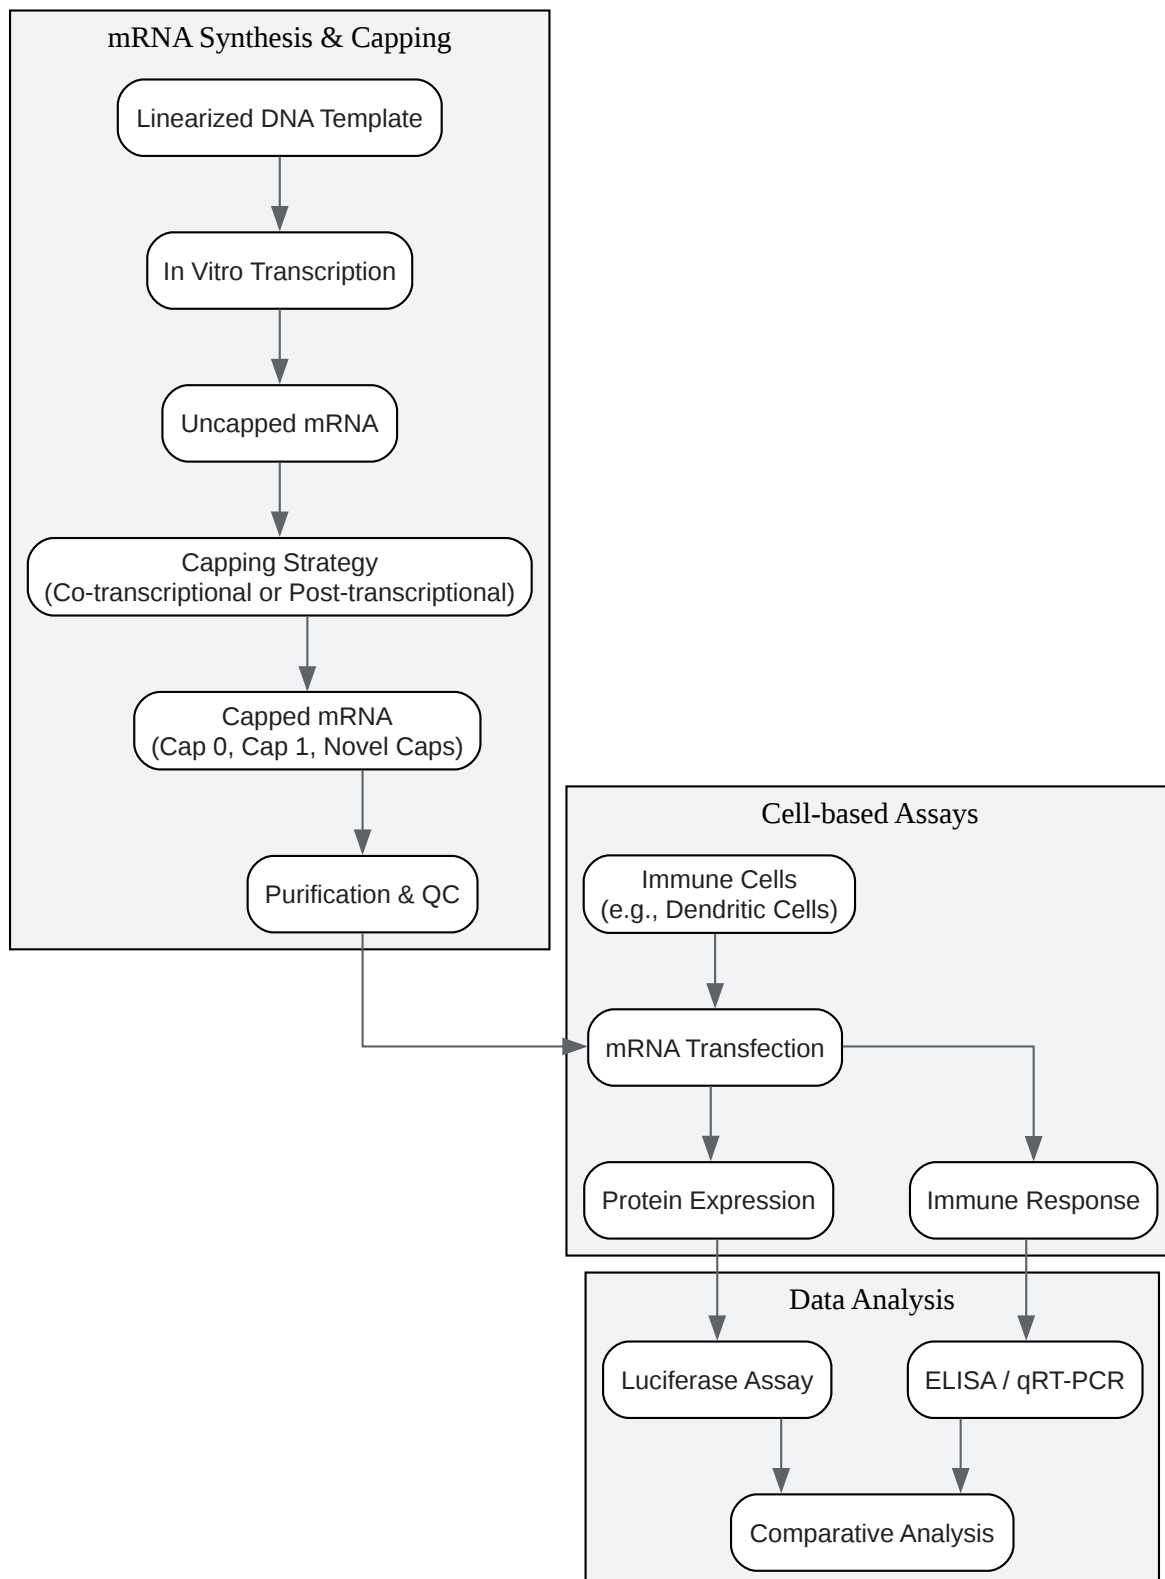 mRNA Synthesis & Capping
Linearized DNA Template
In Vitro Transcription
Uncapped mRNA
Capping Strategy
(Co-transcriptional or Post-transcriptional)
Capped mRNA
(Cap 0, Cap 1, Novel Caps)
Purification & QC
Cell-based Assays
Immune Cells
(e.g., Dendritic Cells)
mRNA Transfection
Protein Expression
Immune Response
Data Analysis
Luciferase Assay
ELISA / qRT-PCR
Comparative Analysis